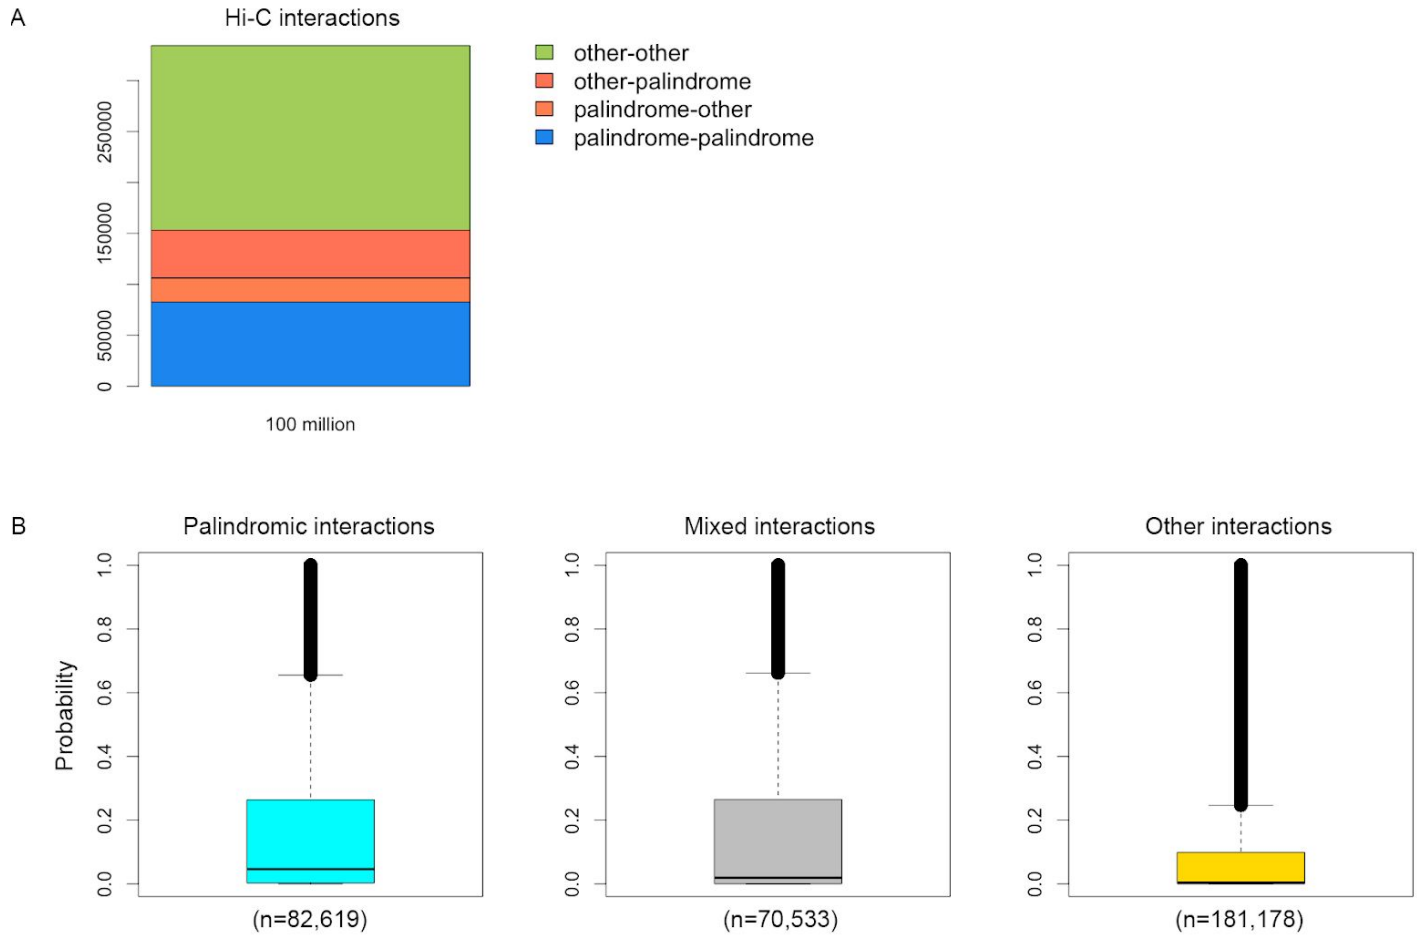 A
Hi-C interactions
other-other
other-palindrome
palindrome-other
palindrome-palindrome
250000
150000
50000
0
100 million
B
Palindromic interactions
Mixed interactions
Other interactions
Probability
1.0
0.8
0.6
0.4
0.2
0.0
1.0
0.8
0.6
0.4
0.2
0.0
1.0
0.8
0.6
0.4
0.2
0.0
(n=82,619)
(n=70,533)
(n=181,178)